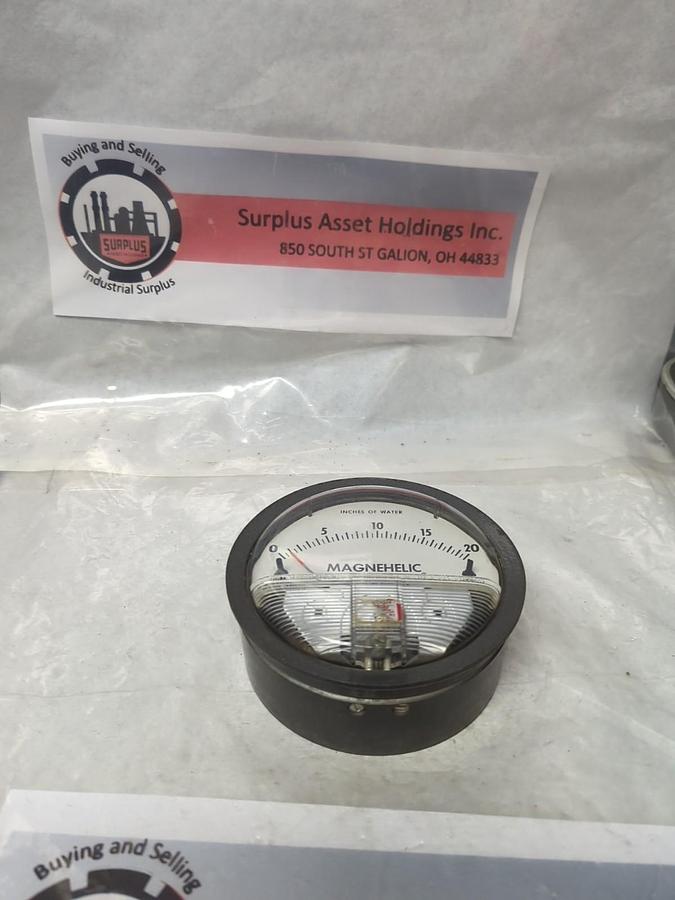 Buying and Selling
SURPLUS
Industrial Surplus
Surplus Asset Holdings Inc.
850 SOUTH ST GALION, OH 44833
INCHES OF WATER
0 5 10 15 20
MAGNEHELIC
Buying and Selling